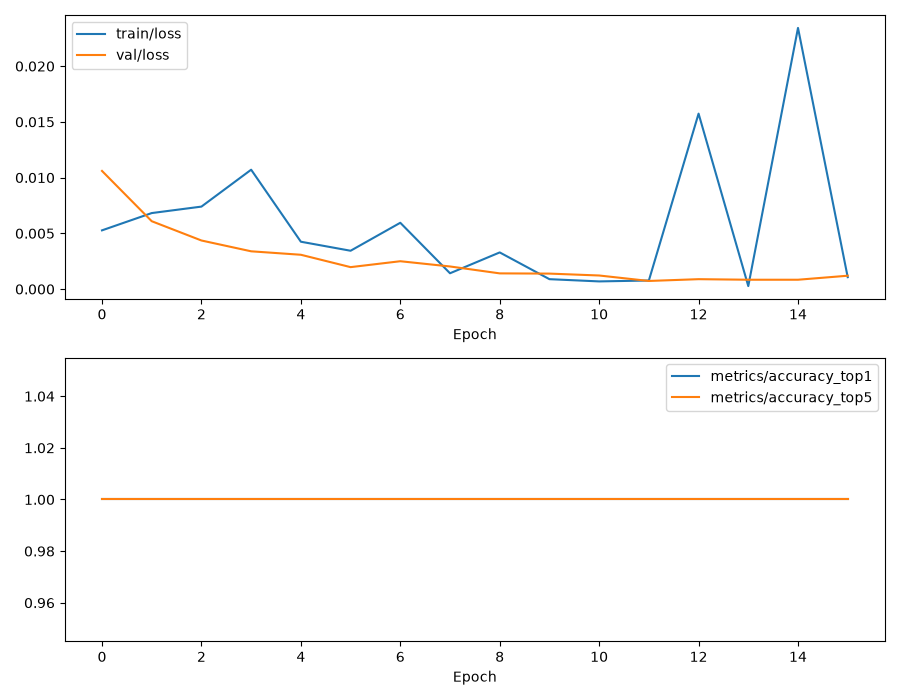 train/loss
val/loss
0.020
0.015
0.010
0.005
0.000
0 2 4 6 8 10 12 14
Epoch
metrics/accuracy_top1
metrics/accuracy_top5
1.04
1.02
1.00
0.98
0.96
0 2 4 6 8 10 12 14
Epoch